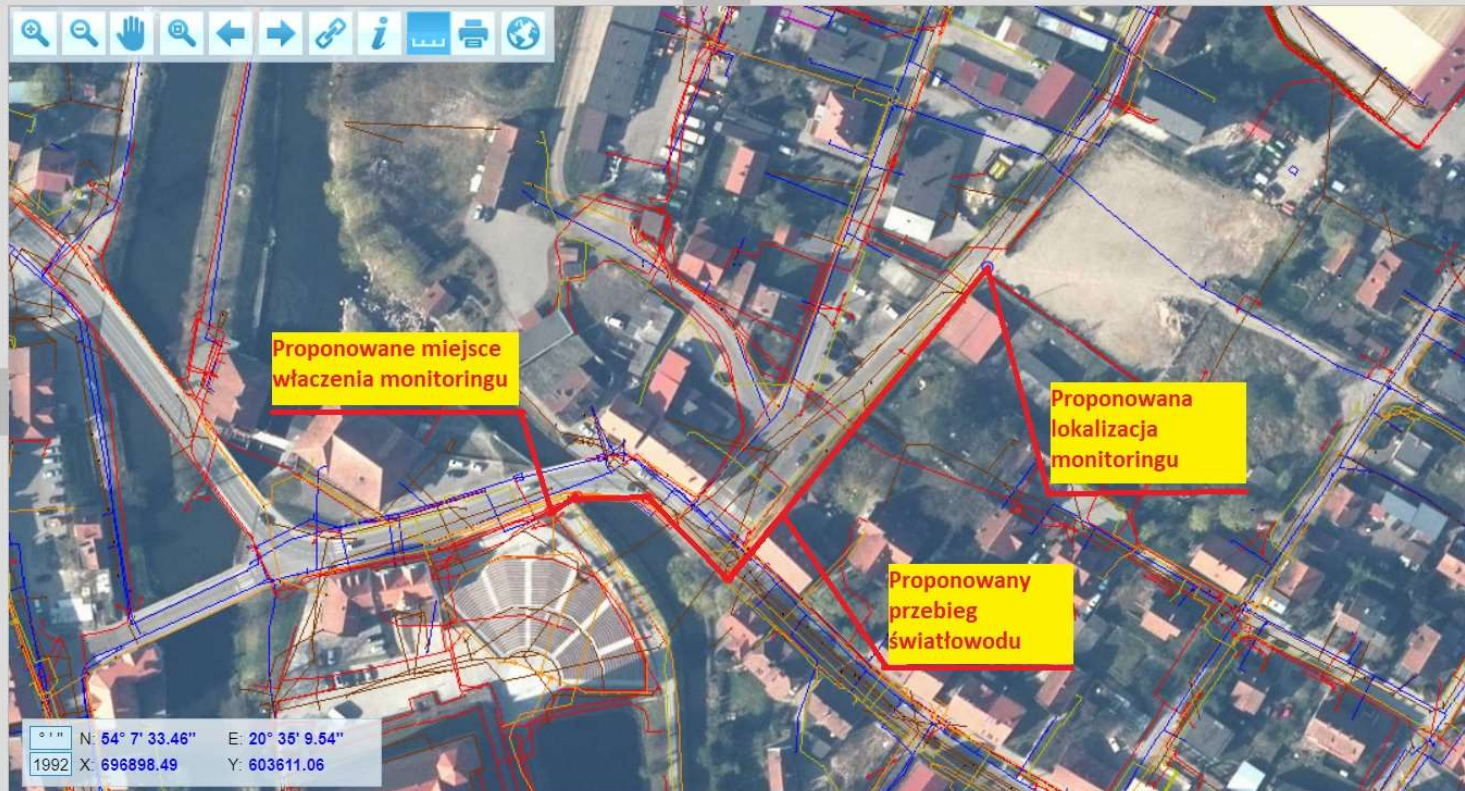 Proponowane miejsce
właczenia monitoringu
Proponowana
lokalizacja
monitoringu
Proponowany
przebieg
światłowodu
° ' " N: 54° 7' 33.46" E: 20° 35' 9.54"
1992 X: 696898.49 Y: 603611.06